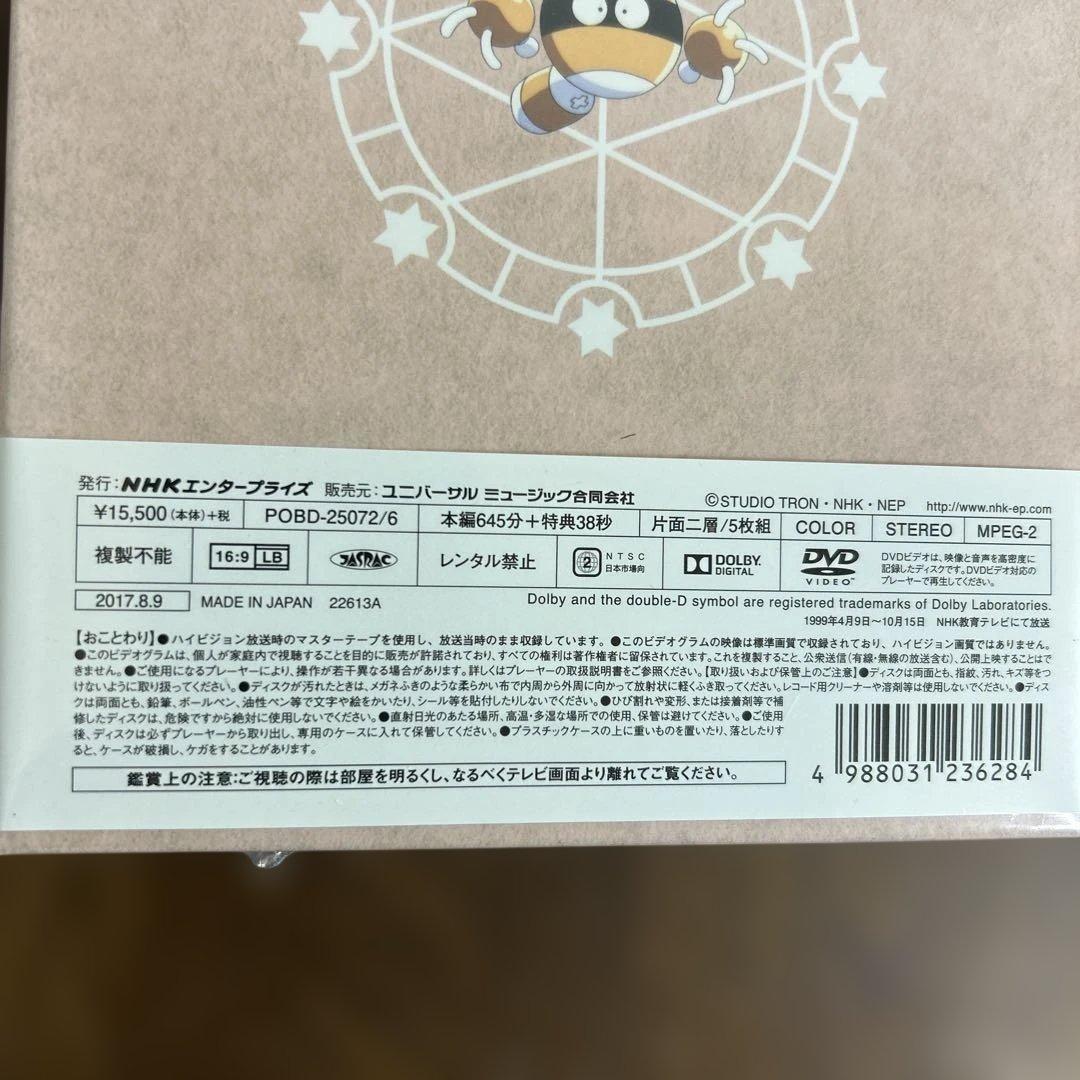 発行：NHKエンタープライズ 販売元：ユニバーサル ミュージック合同会社 ©STUDIO TRON・NHK・NEP http://www.nhk-ep.com
¥15,500(本体)+税 POBD-25072/6 本編645分＋特典38秒 片面二層/5枚組 COLOR STEREO MPEG-2
複製不能 16:9 LB JASRAC レンタル禁止 2 NTSC 日本市場向 DOLBY DIGITAL DVD VIDEO DVDビデオは、映像と音声を高密度に
記録したディスクです。DVDビデオ対応の
プレーヤーで再生してください。
2017.8.9 MADE IN JAPAN 22613A Dolby and the double-D symbol are registered trademarks of Dolby Laboratories.
1999年4月9日～10月15日 NHK教育テレビにて放送
【おことわり】●ハイビジョン放送時のマスターテープを使用し、放送当時のまま収録しています。●このビデオグラムの映像は標準画質で収録されており、ハイビジョン画質ではありません。
●このビデオグラムは、個人が家庭内で視聴することを目的に販売が許諾されており、すべての権利は著作権者に留保されています。これを複製すること、公衆送信(有線・無線の放送含む)、公開上映することはで
きません。●ご使用になるプレーヤーにより、操作が若干異なる場合があります。詳しくはプレーヤーの取扱説明書をご参照ください。【取り扱いおよび保管上のご注意】●ディスクは両面とも、指紋、汚れ、キズ等をつ
けないように取り扱ってください。●ディスクが汚れたときは、メガネふきのような柔らかい布で内周から外周に向かって放射状に軽くふき取ってください。レコード用クリーナーや溶剤等は使用しないでください。●ディス
クは両面とも、鉛筆、ボールペン、油性ペン等で文字や絵をかいたり、シール等を貼付したりしないでください。●ひび割れや変形、または接着剤等で補
修したディスクは、危険ですから絶対に使用しないでください。●直射日光のあたる場所、高温・多湿な場所での使用、保管は避けてください。●ご使用
後、ディスクは必ずプレーヤーから取り出し、専用のケースに入れて保管してください。●プラスチックケースの上に重いものを置いたり、落としたりす
ると、ケースが破損し、ケガをすることがあります。
鑑賞上の注意：ご視聴の際は部屋を明るくし、なるべくテレビ画面より離れてご覧ください。
4 988031 236284